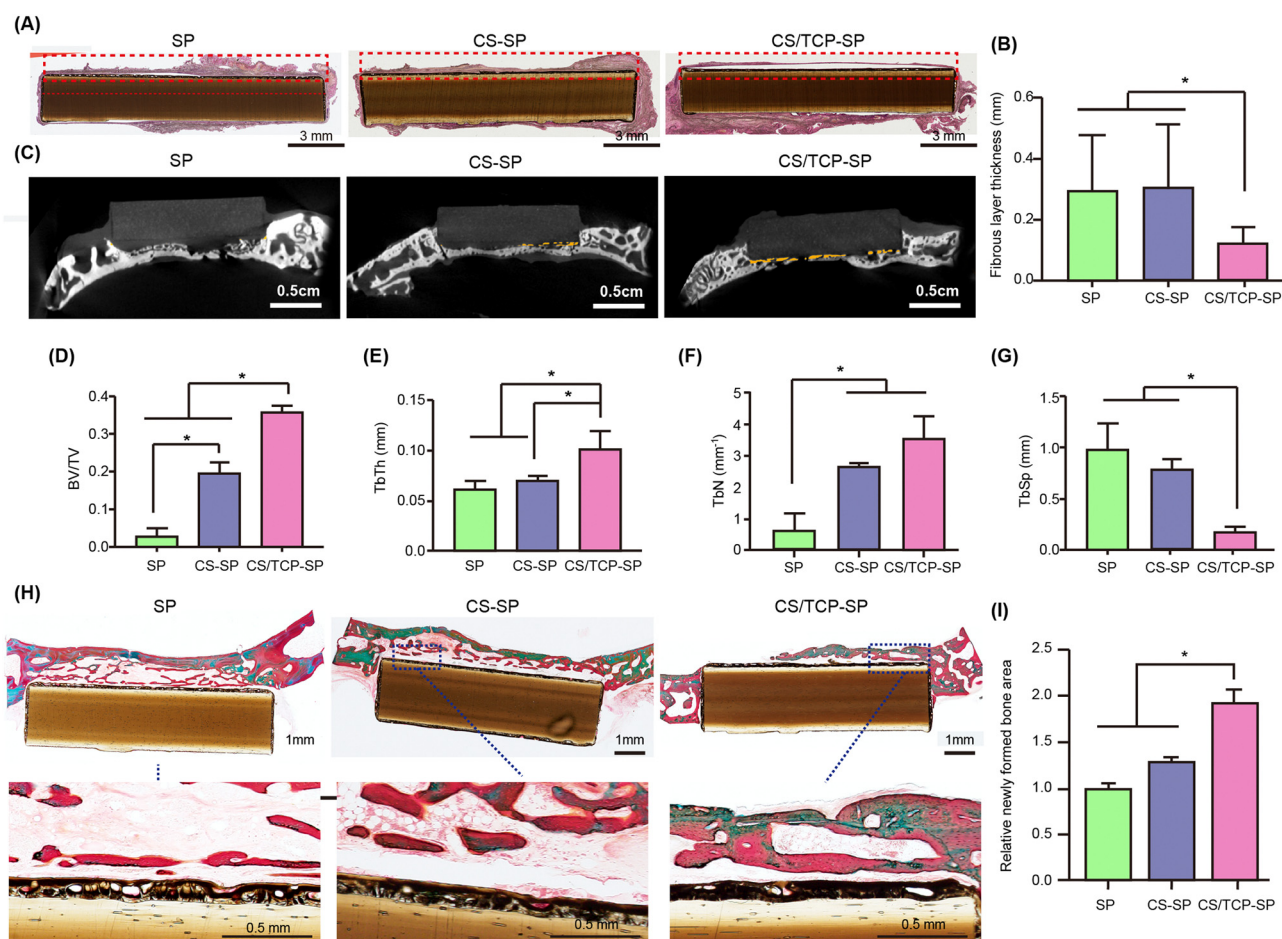 (A)
SP
CS-SP
CS/TCP-SP
3 mm
3 mm
3 mm
(B)
Fibrous layer thickness (mm)
0.6
0.4
0.2
0.0
*
SP
CS-SP
CS/TCP-SP
(C)
SP
CS-SP
CS/TCP-SP
0.5cm
0.5cm
0.5cm
(D)
BV/TV
0.4
0.3
0.2
0.1
0.0
*
*
SP
CS-SP
CS/TCP-SP
(E)
TbTh (mm)
0.15
0.10
0.05
0.00
*
*
SP
CS-SP
CS/TCP-SP
(F)
TbN (mm⁻¹)
5
4
3
2
1
0
*
SP
CS-SP
CS/TCP-SP
(G)
TbSp (mm)
1.5
1.0
0.5
0.0
*
SP
CS-SP
CS/TCP-SP
(H)
SP
CS-SP
CS/TCP-SP
1mm
1mm
1mm
0.5 mm
0.5 mm
0.5 mm
(I)
Relative newly formed bone area
2.5
2.0
1.5
1.0
0.5
0.0
*
SP
CS-SP
CS/TCP-SP